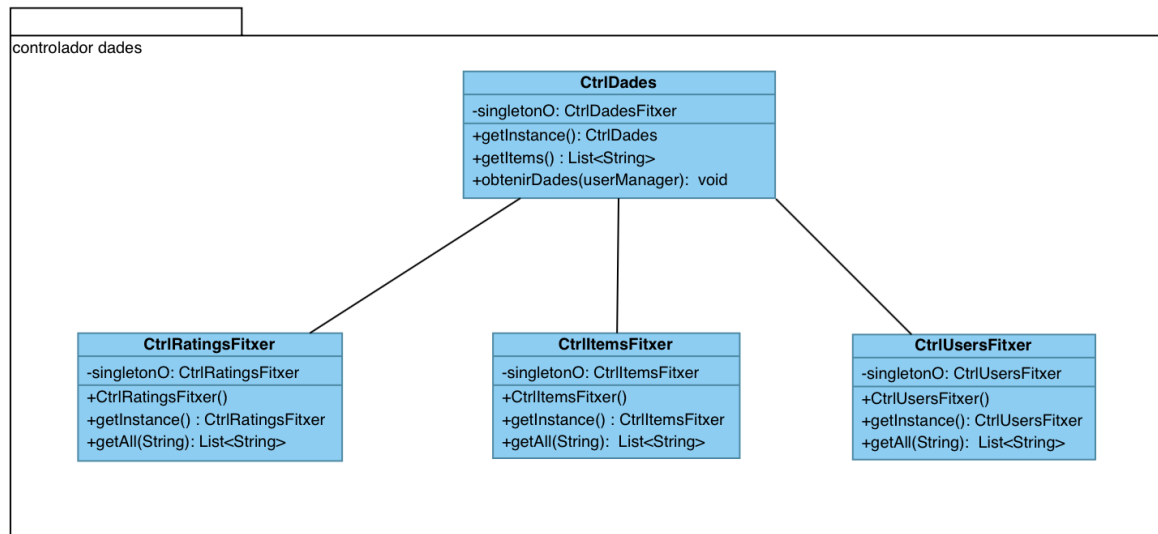 controlador dades
CtrlDades
-singletonO: CtrlDadesFitxer
+getInstance(): CtrlDades
+getItems() : List<String>
+obtenirDades(userManager): void
CtrlRatingsFitxer
-singletonO: CtrlRatingsFitxer
+CtrlRatingsFitxer()
+getInstance() : CtrlRatingsFitxer
+getAll(String): List<String>
CtrlItemsFitxer
-singletonO: CtrlItemsFitxer
+CtrlItemsFitxer()
+getInstance() : CtrlItemsFitxer
+getAll(String): List<String>
CtrlUsersFitxer
-singletonO: CtrlUsersFitxer
+CtrlUsersFitxer()
+getInstance(): CtrlUsersFitxer
+getAll(String): List<String>